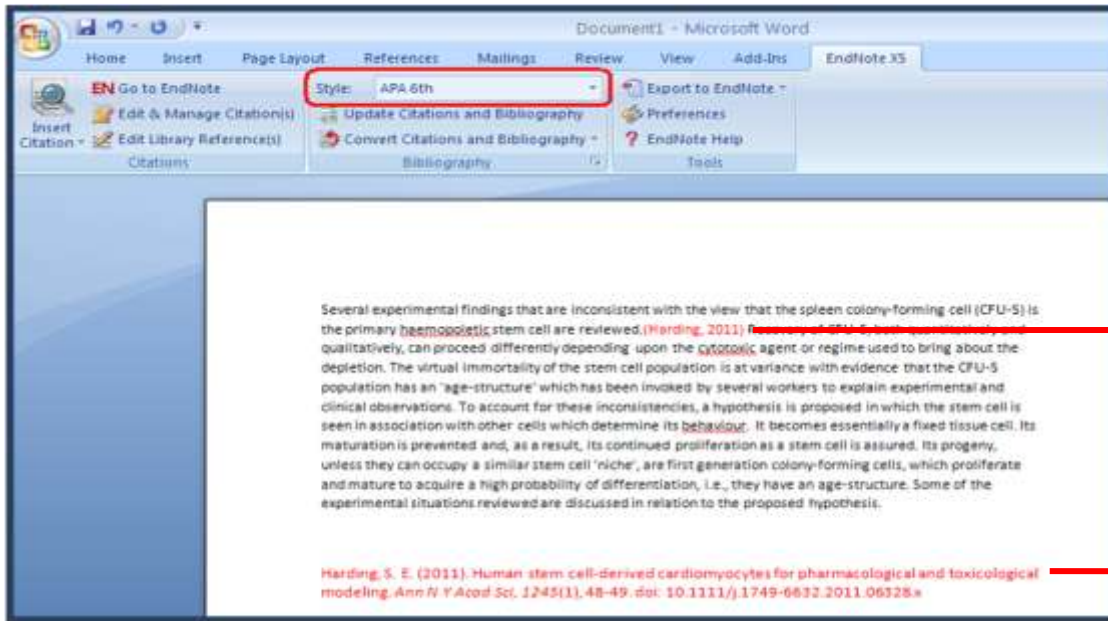 Document1 - Microsoft Word
Home Insert Page Layout References Mailings Review View Add-Ins EndNote X5
Insert Citation
EN Go to EndNote
Edit & Manage Citation(s)
Edit Library Reference(s)
Citations
Style: APA 6th
Update Citations and Bibliography
Convert Citations and Bibliography
Bibliography
Export to EndNote
Preferences
EndNote Help
Tools
Several experimental findings that are inconsistent with the view that the spleen colony-forming cell (CFU-S) is
the primary haemopoietic stem cell are reviewed.(Harding, 2011) Recovery of CFU-S, both quantitatively and
qualitatively, can proceed differently depending upon the cytotoxic agent or regime used to bring about the
depletion. The virtual immortality of the stem cell population is at variance with evidence that the CFU-S
population has an 'age-structure' which has been invoked by several workers to explain experimental and
clinical observations. To account for these inconsistencies, a hypothesis is proposed in which the stem cell is
seen in association with other cells which determine its behaviour. It becomes essentially a fixed tissue cell. Its
maturation is prevented and, as a result, its continued proliferation as a stem cell is assured. Its progeny,
unless they can occupy a similar stem cell 'niche', are first generation colony-forming cells, which proliferate
and mature to acquire a high probability of differentiation, i.e., they have an age-structure. Some of the
experimental situations reviewed are discussed in relation to the proposed hypothesis.
Harding, S. E. (2011). Human stem cell-derived cardiomyocytes for pharmacological and toxicological
modeling. Ann N Y Acad Sci, 1245(1), 48-49. doi: 10.1111/j.1749-6632.2011.06328.x